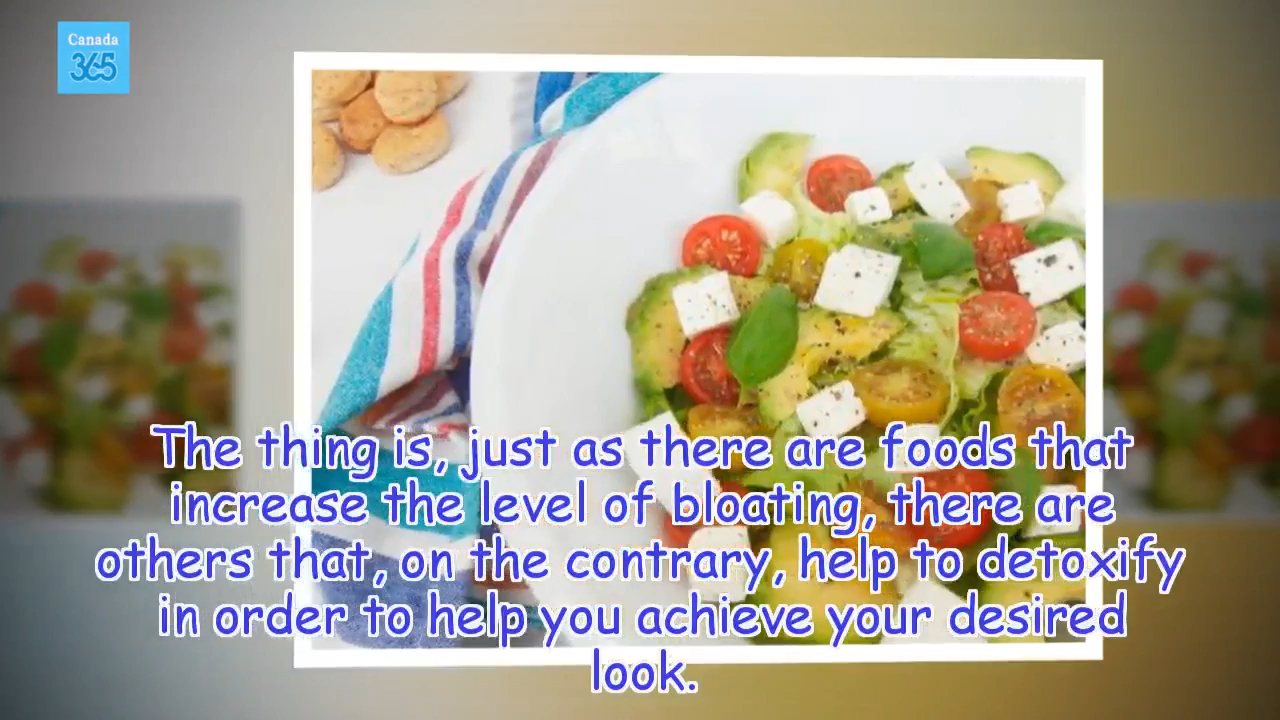 Canada
365
The thing is, just as there are foods that
increase the level of bloating, there are
others that, on the contrary, help to detoxify
in order to help you achieve your desired
look.